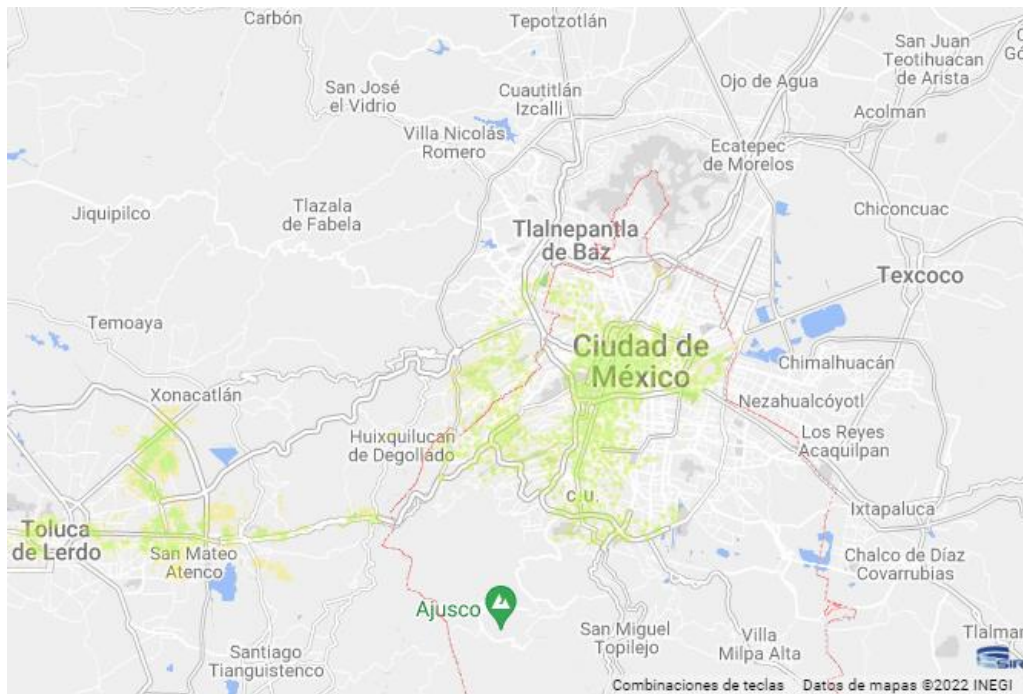 Carbón
Tepotzotlán
San Juan
Teotihuacan
de Arista
San José
el Vidrio
Cuautitlán
Izcalli
Ojo de Agua
Acolman
Villa Nicolás
Romero
Ecatepec
de Morelos
Jiquipilco
Tlazala
de Fabela
Chiconcuac
Tlalnepantla
de Baz
Texcoco
Temoaya
Ciudad de
México
Chimalhuacán
Xonacatlán
Nezahualcóyotl
Huixquilucan
de Degollado
Los Reyes
Acaquilpan
C.U.
Ixtapaluca
Toluca
de Lerdo
San Mateo
Atenco
Chalco de Díaz
Covarrubias
Ajusco
San Miguel
Topilejo
Villa
Milpa Alta
Santiago
Tianguistenco
Combinaciones de teclas
Datos de mapas ©2022 INEGI